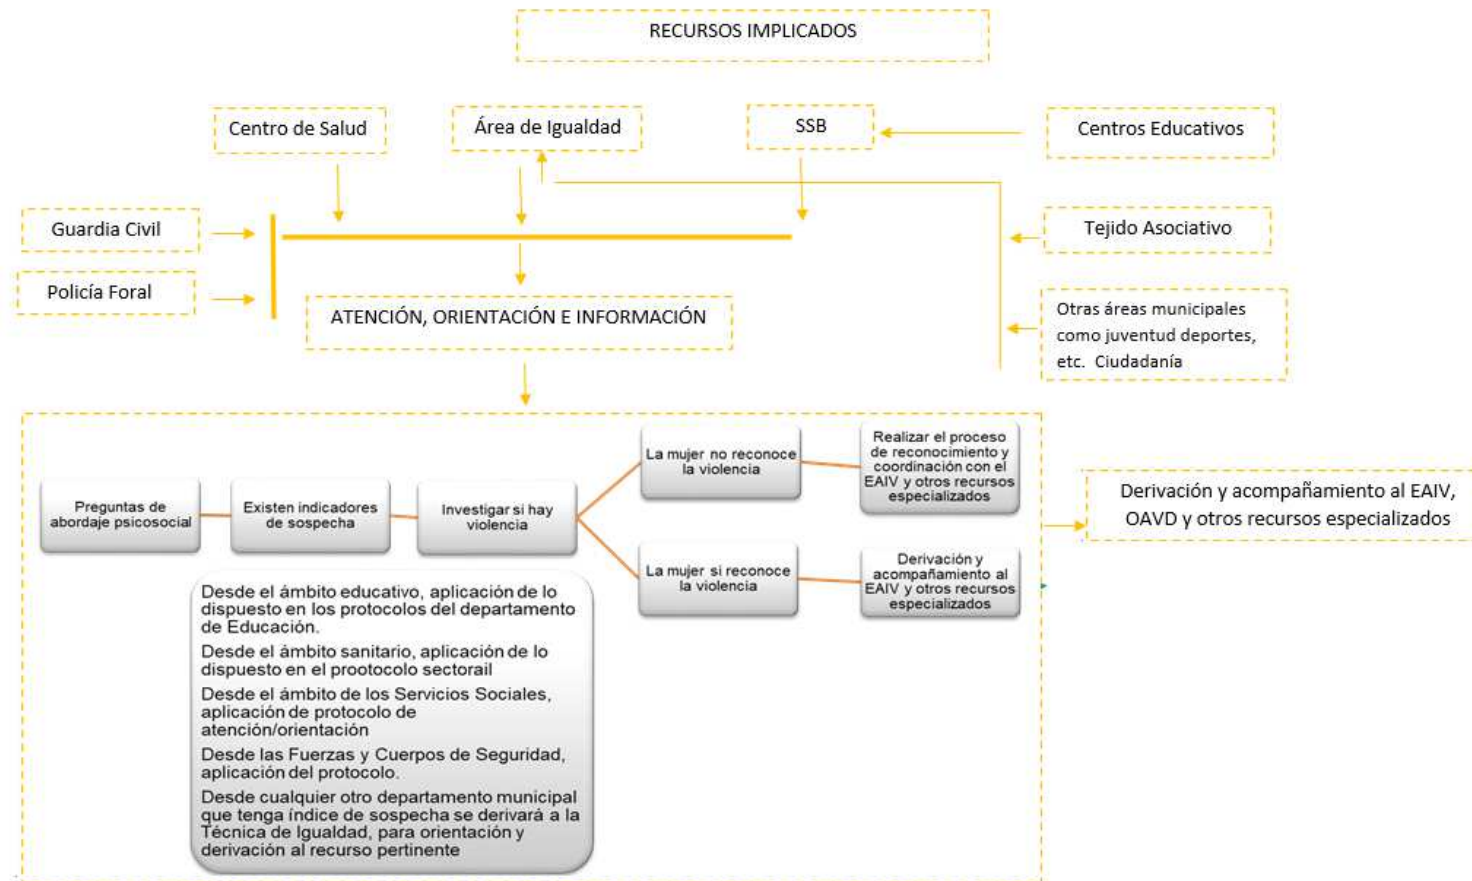 RECURSOS IMPLICADOS
Centro de Salud
Área de Igualdad
SSB
Centros Educativos
Guardia Civil
Tejido Asociativo
Policía Foral
ATENCIÓN, ORIENTACIÓN E INFORMACIÓN
Otras áreas municipales
como juventud deportes,
etc. Ciudadanía
Preguntas de
abordaje psicosocial
Existen indicadores
de sospecha
Investigar si hay
violencia
La mujer no reconoce
la violencia
Realizar el proceso
de reconocimiento y
coordinación con el
EAIV y otros recursos
especializados
La mujer si reconoce
la violencia
Derivación y
acompañamiento al
EAIV y otros recursos
especializados
Derivación y acompañamiento al EAIV,
OAVD y otros recursos especializados
Desde el ámbito educativo, aplicación de lo
dispuesto en los protocolos del departamento
de Educación.
Desde el ámbito sanitario, aplicación de lo
dispuesto en el prootocolo sectorail
Desde el ámbito de los Servicios Sociales,
aplicación de protocolo de
atención/orientación
Desde las Fuerzas y Cuerpos de Seguridad,
aplicación del protocolo.
Desde cualquier otro departamento municipal
que tenga índice de sospecha se derivará a la
Técnica de Igualdad, para orientación y
derivación al recurso pertinente